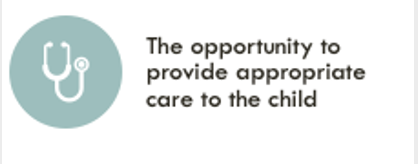 The opportunity to
provide appropriate
care to the child